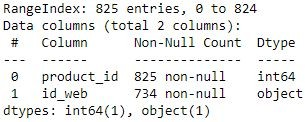 RangeIndex: 825 entries, 0 to 824
Data columns (total 2 columns):
 #   Column      Non-Null Count  Dtype
---  ------      --------------  -----
 0   product_id  825 non-null    int64
 1   id_web      734 non-null    object
dtypes: int64(1), object(1)